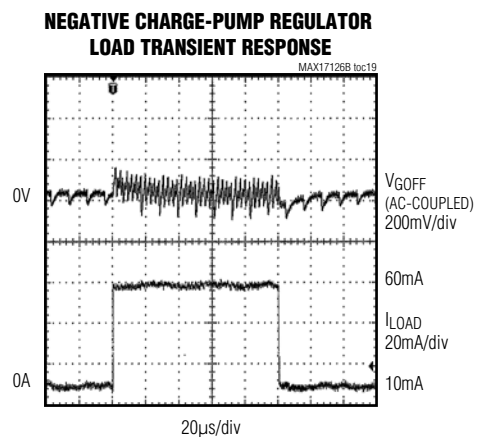 NEGATIVE CHARGE-PUMP REGULATOR
LOAD TRANSIENT RESPONSE
MAX17126B toc19
T
0V
VGOFF
(AC-COUPLED)
200mV/div
60mA
ILOAD
20mA/div
0A
10mA
20µs/div